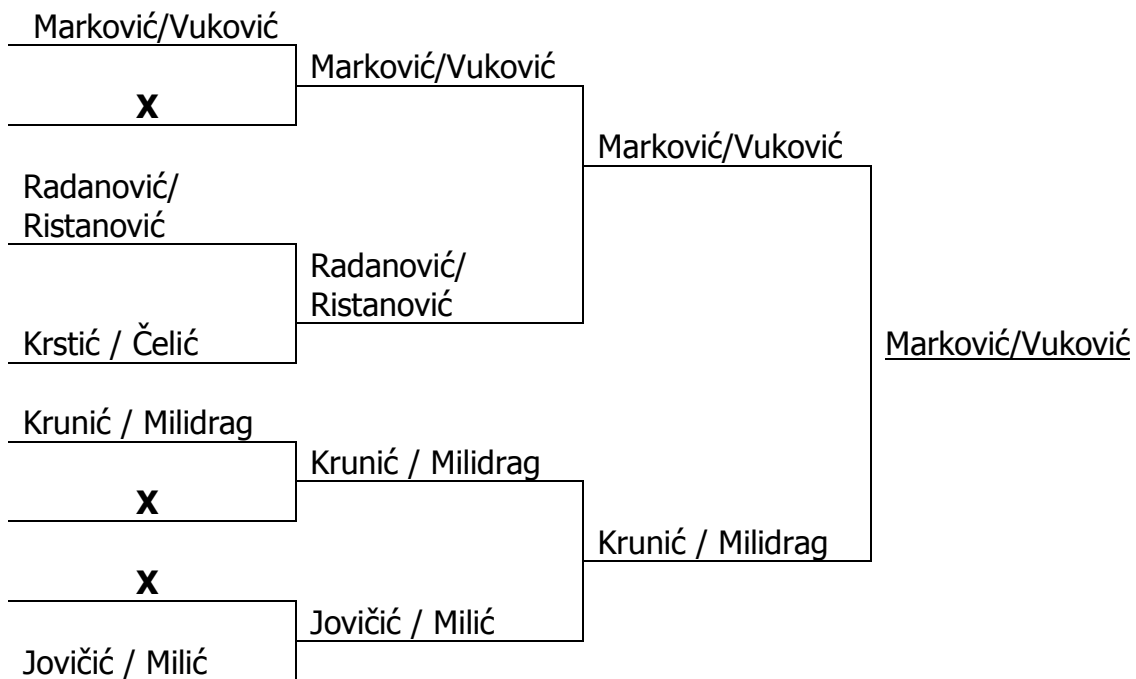 Marković/Vuković
Marković/Vuković
X
Marković/Vuković
Radanović/
Ristanović
Radanović/
Ristanović
Krstić / Čelić
Marković/Vuković
Krunić / Milidrag
Krunić / Milidrag
X
Krunić / Milidrag
X
Jovičić / Milić
Jovičić / Milić